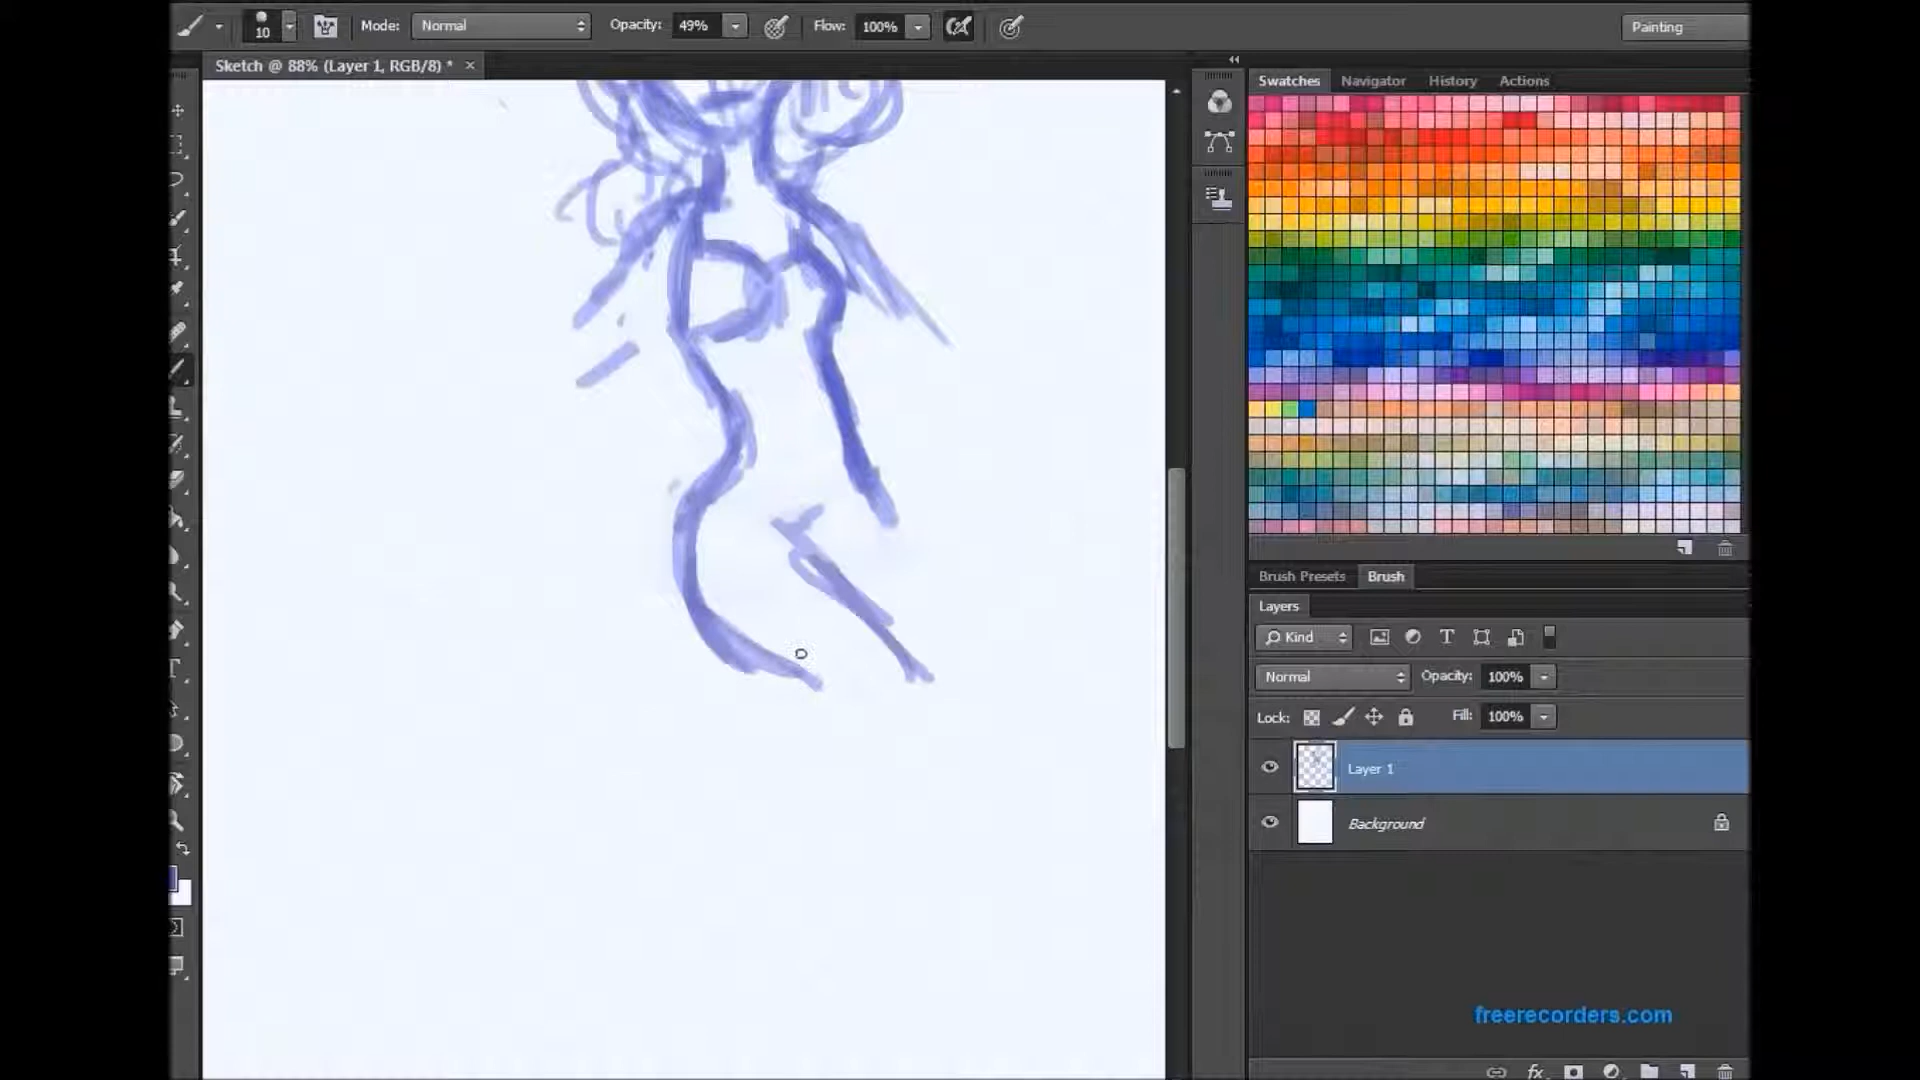 10 Mode: Normal Opacity: 49% Flow: 100% Painting
Sketch @ 88% (Layer 1, RGB/8) * ×
Swatches Navigator History Actions
Brush Presets Brush
Layers
Kind T
Normal Opacity: 100%
Lock: Fill: 100%
Layer 1
Background
freerecorders.com
fx